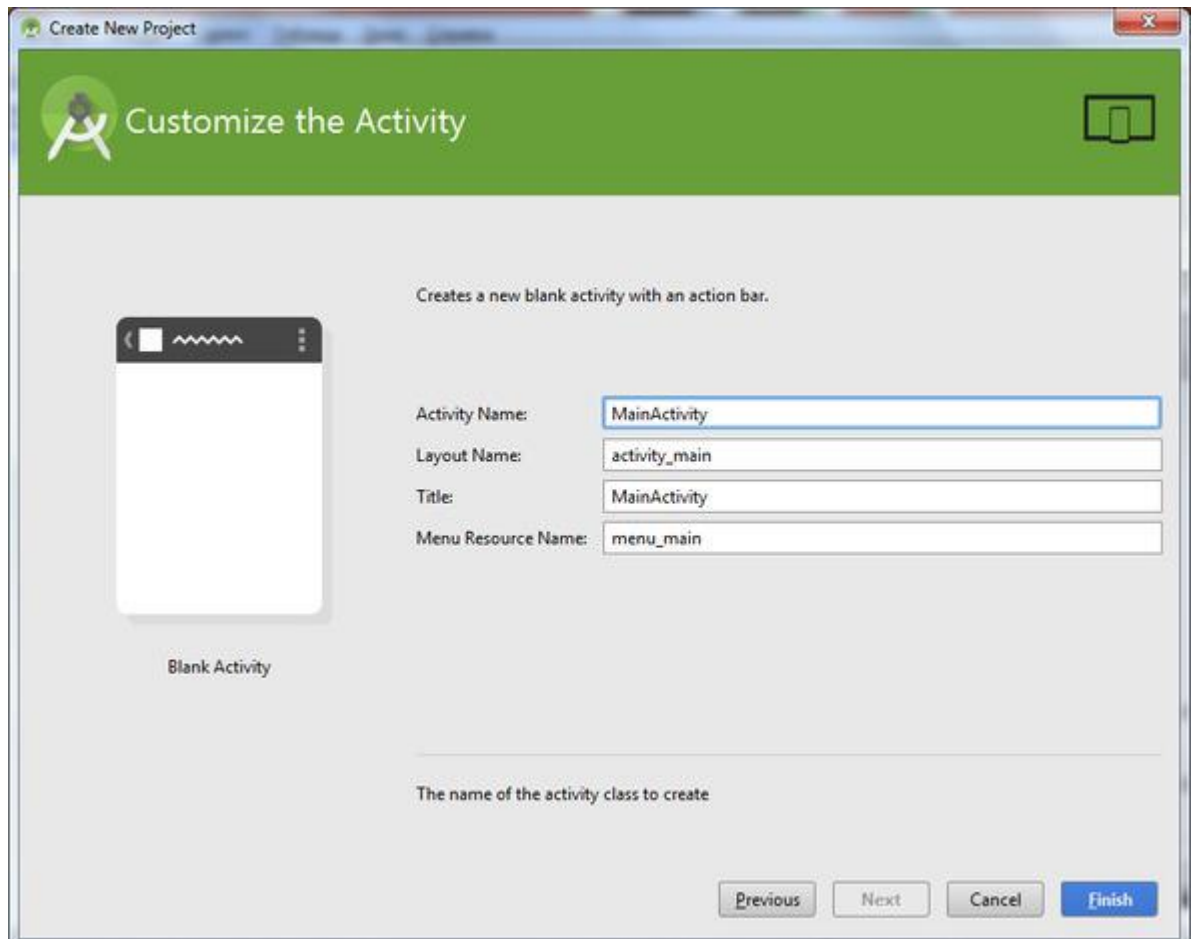 Create New Project
Customize the Activity
Creates a new blank activity with an action bar.
Activity Name: MainActivity
Layout Name: activity_main
Title: MainActivity
Menu Resource Name: menu_main
Blank Activity
The name of the activity class to create
Previous Next Cancel Finish